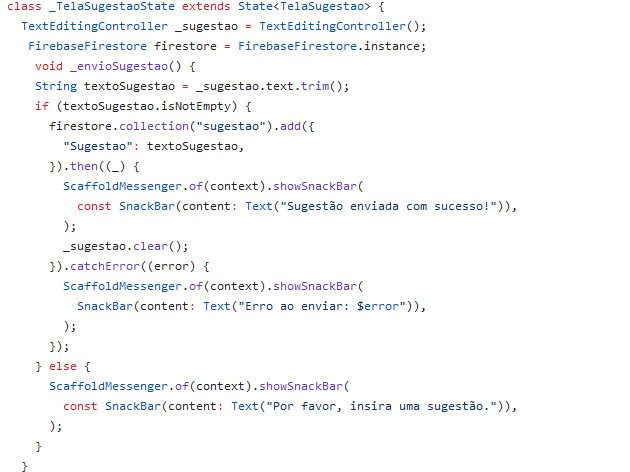 class _TelaSugestaoState extends State<TelaSugestao> {
  TextEditingController _sugestao = TextEditingController();
   FirebaseFirestore firestore = FirebaseFirestore.instance;
    void _envioSugestao() {
    String textoSugestao = _sugestao.text.trim();
    if (textoSugestao.isNotEmpty) {
      firestore.collection("sugestao").add({
        "Sugestao": textoSugestao,
      }).then((_) {
        ScaffoldMessenger.of(context).showSnackBar(
          const SnackBar(content: Text("Sugestão enviada com sucesso!")),
        );
        _sugestao.clear();
      }).catchError((error) {
        ScaffoldMessenger.of(context).showSnackBar(
          SnackBar(content: Text("Erro ao enviar: $error")),
        );
      });
    } else {
      ScaffoldMessenger.of(context).showSnackBar(
        const SnackBar(content: Text("Por favor, insira uma sugestão.")),
      );
    }
  }